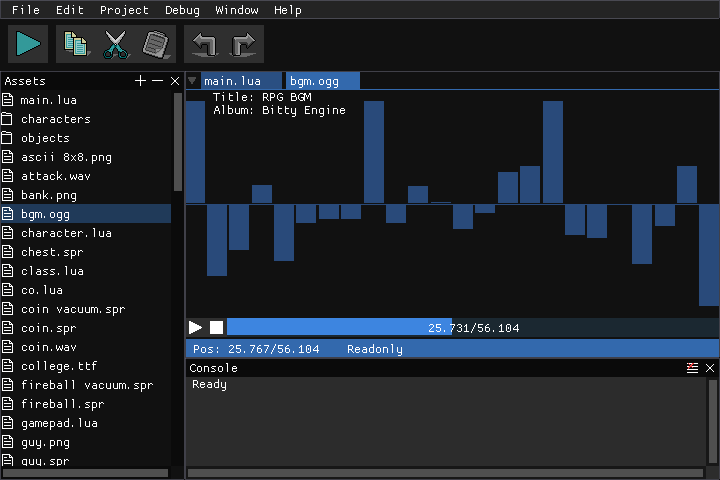 File Edit Project Debug Window Help
Assets
main.lua
characters
objects
ascii 8x8.png
attack.wav
bank.png
bgm.ogg
character.lua
chest.spr
class.lua
co.lua
coin vacuum.spr
coin.spr
coin.wav
college.ttf
fireball vacuum.spr
fireball.spr
gamepad.lua
guy.png
guy.spr
main.lua bgm.ogg
Title: RPG BGM
Album: Bitty Engine
25.731/56.104
Pos: 25.767/56.104 Readonly
Console
Ready